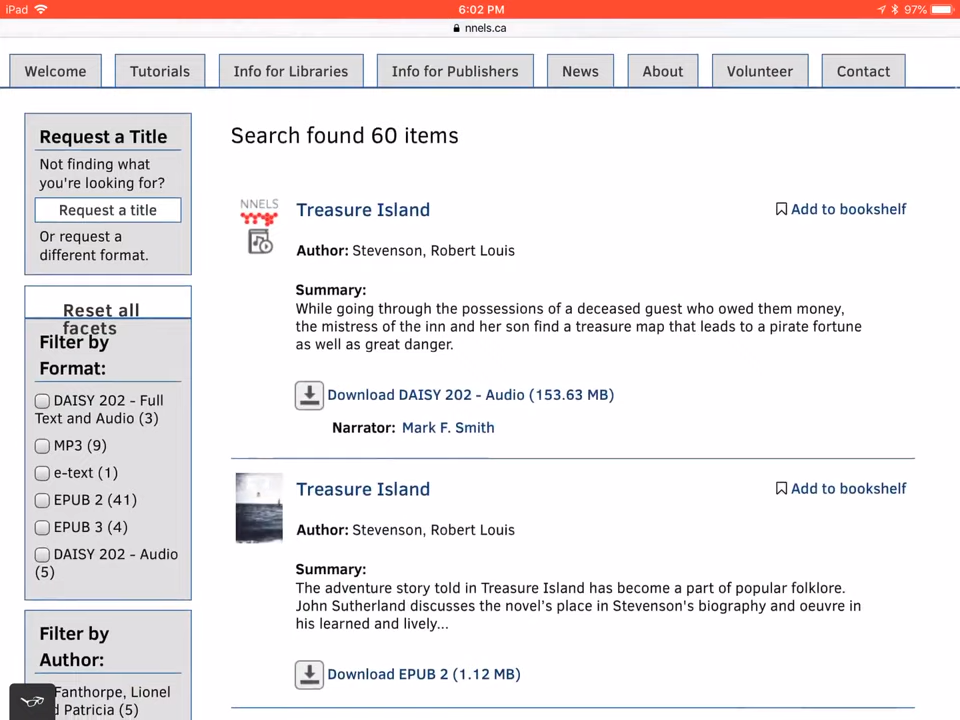 iPad 6:02 PM 97%
nnels.ca
Welcome Tutorials Info for Libraries Info for Publishers News About Volunteer Contact
Request a Title
Not finding what
you're looking for?
Request a title
Or request a
different format.
Reset all
facets
Filter by
Format:
DAISY 202 - Full
Text and Audio (3)
MP3 (9)
e-text (1)
EPUB 2 (41)
EPUB 3 (4)
DAISY 202 - Audio
(5)
Filter by
Author:
Fanthorpe, Lionel
d Patricia (5)
Search found 60 items
NNELS
Treasure Island
Add to bookshelf
Author: Stevenson, Robert Louis
Summary:
While going through the possessions of a deceased guest who owed them money,
the mistress of the inn and her son find a treasure map that leads to a pirate fortune
as well as great danger.
Download DAISY 202 - Audio (153.63 MB)
Narrator: Mark F. Smith
Treasure Island
Add to bookshelf
Author: Stevenson, Robert Louis
Summary:
The adventure story told in Treasure Island has become a part of popular folklore.
John Sutherland discusses the novel's place in Stevenson's biography and oeuvre in
his learned and lively...
Download EPUB 2 (1.12 MB)